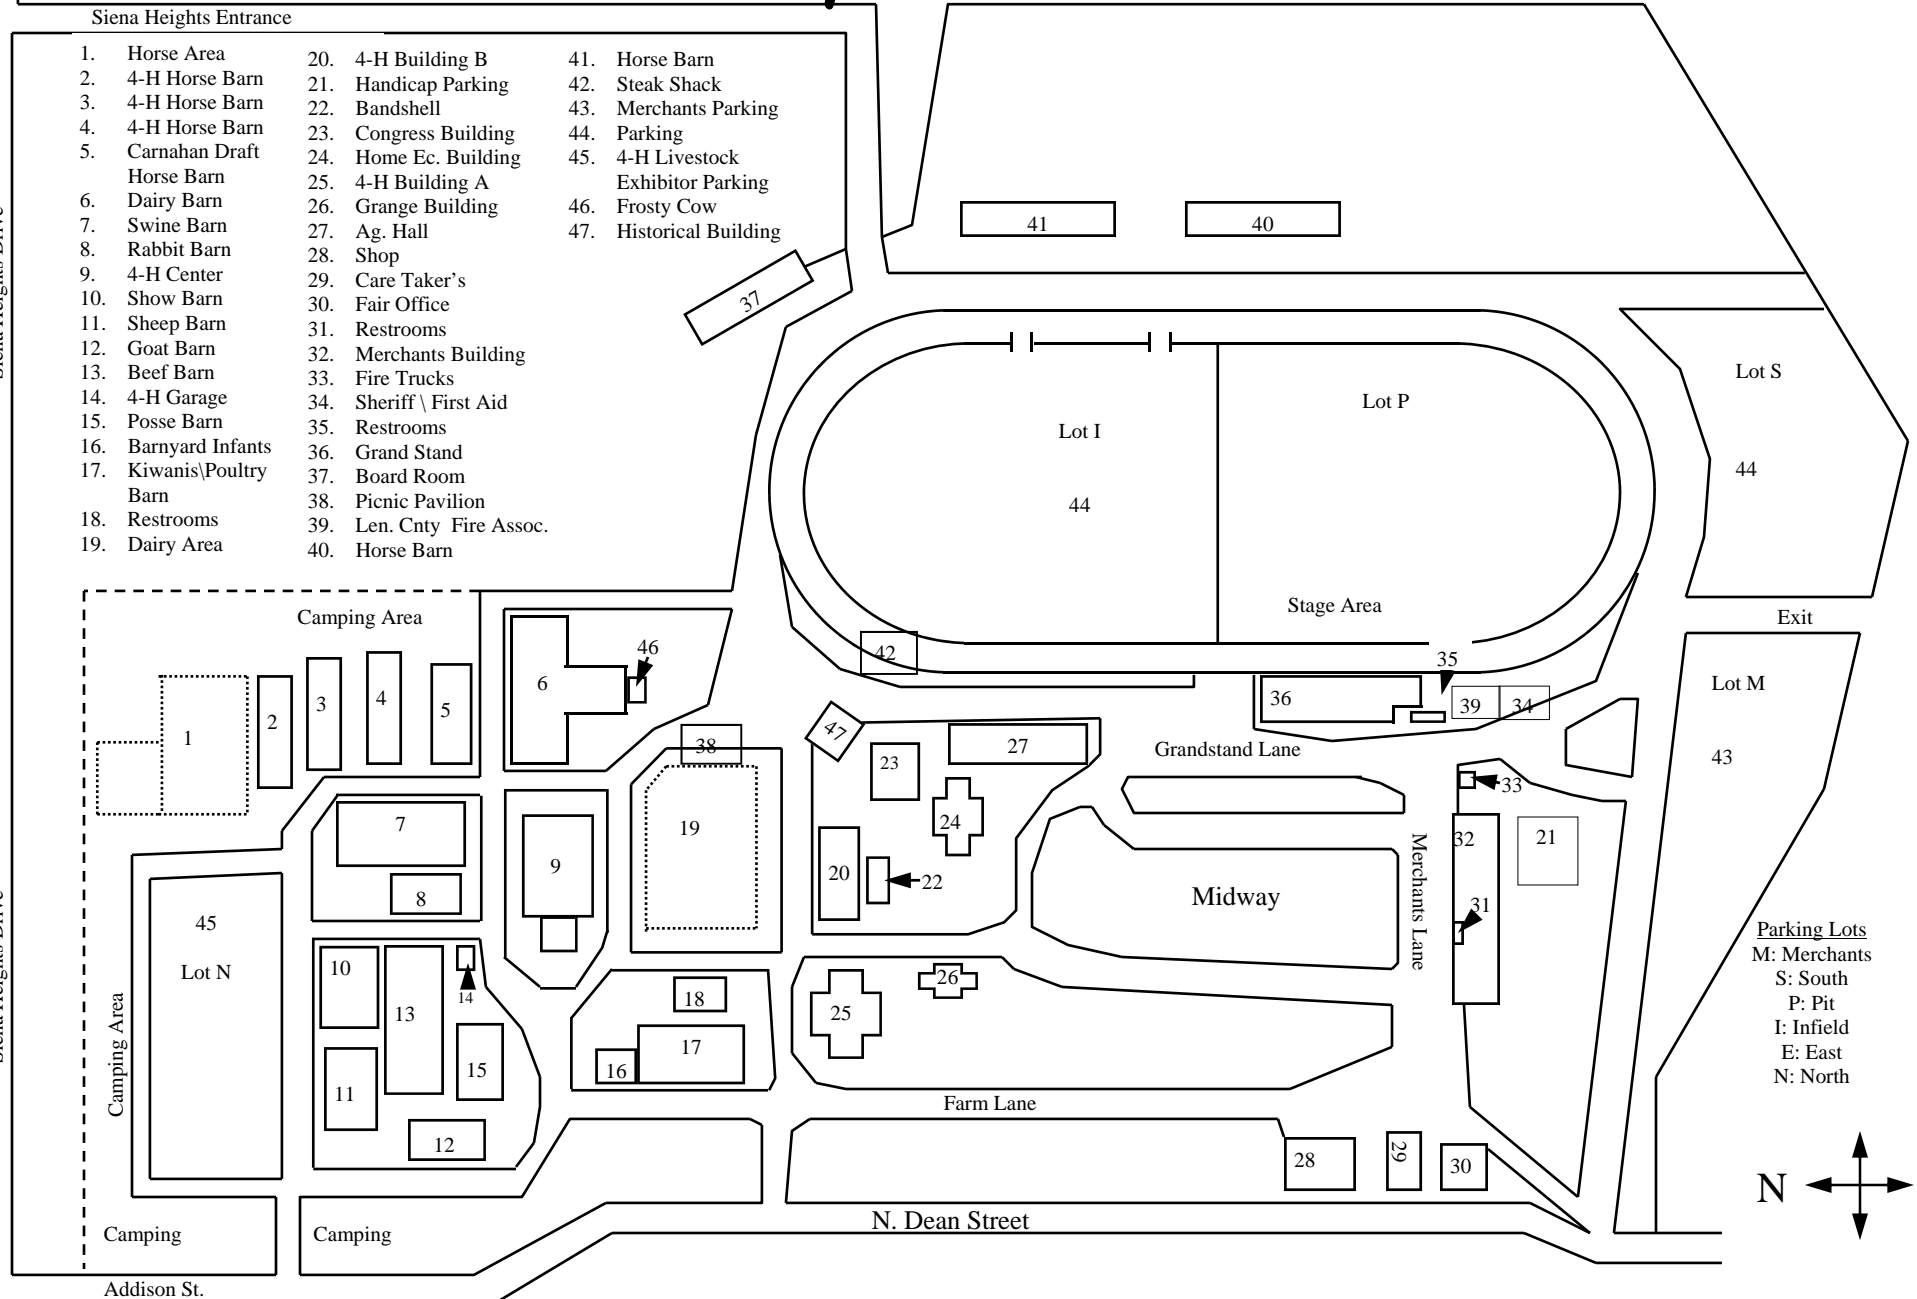 Siena Heights Entrance
1. Horse Area
2. 4-H Horse Barn
3. 4-H Horse Barn
4. 4-H Horse Barn
5. Carnahan Draft
Horse Barn
6. Dairy Barn
7. Swine Barn
8. Rabbit Barn
9. 4-H Center
10. Show Barn
11. Sheep Barn
12. Goat Barn
13. Beef Barn
14. 4-H Garage
15. Posse Barn
16. Barnyard Infants
17. Kiwanis\Poultry
Barn
18. Restrooms
19. Dairy Area
20. 4-H Building B
21. Handicap Parking
22. Bandshell
23. Congress Building
24. Home Ec. Building
25. 4-H Building A
26. Grange Building
27. Ag. Hall
28. Shop
29. Care Taker's
30. Fair Office
31. Restrooms
32. Merchants Building
33. Fire Trucks
34. Sheriff \ First Aid
35. Restrooms
36. Grand Stand
37. Board Room
38. Picnic Pavilion
39. Len. Cnty Fire Assoc.
40. Horse Barn
41. Horse Barn
42. Steak Shack
43. Merchants Parking
44. Parking
45. 4-H Livestock
Exhibitor Parking
46. Frosty Cow
47. Historical Building
41
40
37
Lot S
44
Lot P
Lot I
44
Stage Area
Exit
Camping Area
42
46
35
6
36
39
34
Lot M
43
1
2
3
4
5
38
47
23
27
Grandstand Lane
33
7
8
9
19
24
20
22
Midway
Merchants Lane
32
21
31
45
Lot N
Camping Area
10
13
14
11
15
12
18
17
16
25
26
Farm Lane
28
29
30
Parking Lots
M: Merchants
S: South
P: Pit
I: Infield
E: East
N: North
N
N. Dean Street
Camping
Camping
Addison St.